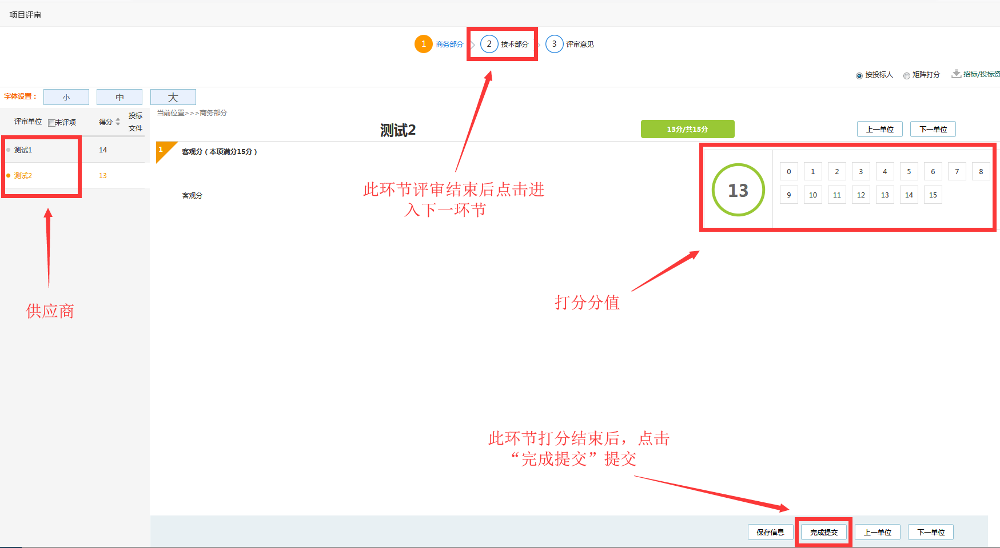 项目评审
1 商务部分 2 技术部分 3 评审意见
按投标人 矩阵打分 招标/投标资
字体设置： 小 中 大
评审单位 未评项 得分 投标文件
当前位置>>>商务部分
测试2 13分/共15分 上一单位 下一单位
测试1 14
测试2 13
1 客观分（本项满分15分）
客观分
13
0 1 2 3 4 5 6 7 8
9 10 11 12 13 14 15
此环节评审结束后点击进
入下一环节
打分分值
供应商
此环节打分结束后，点击
“完成提交”提交
保存信息 完成提交 上一单位 下一单位